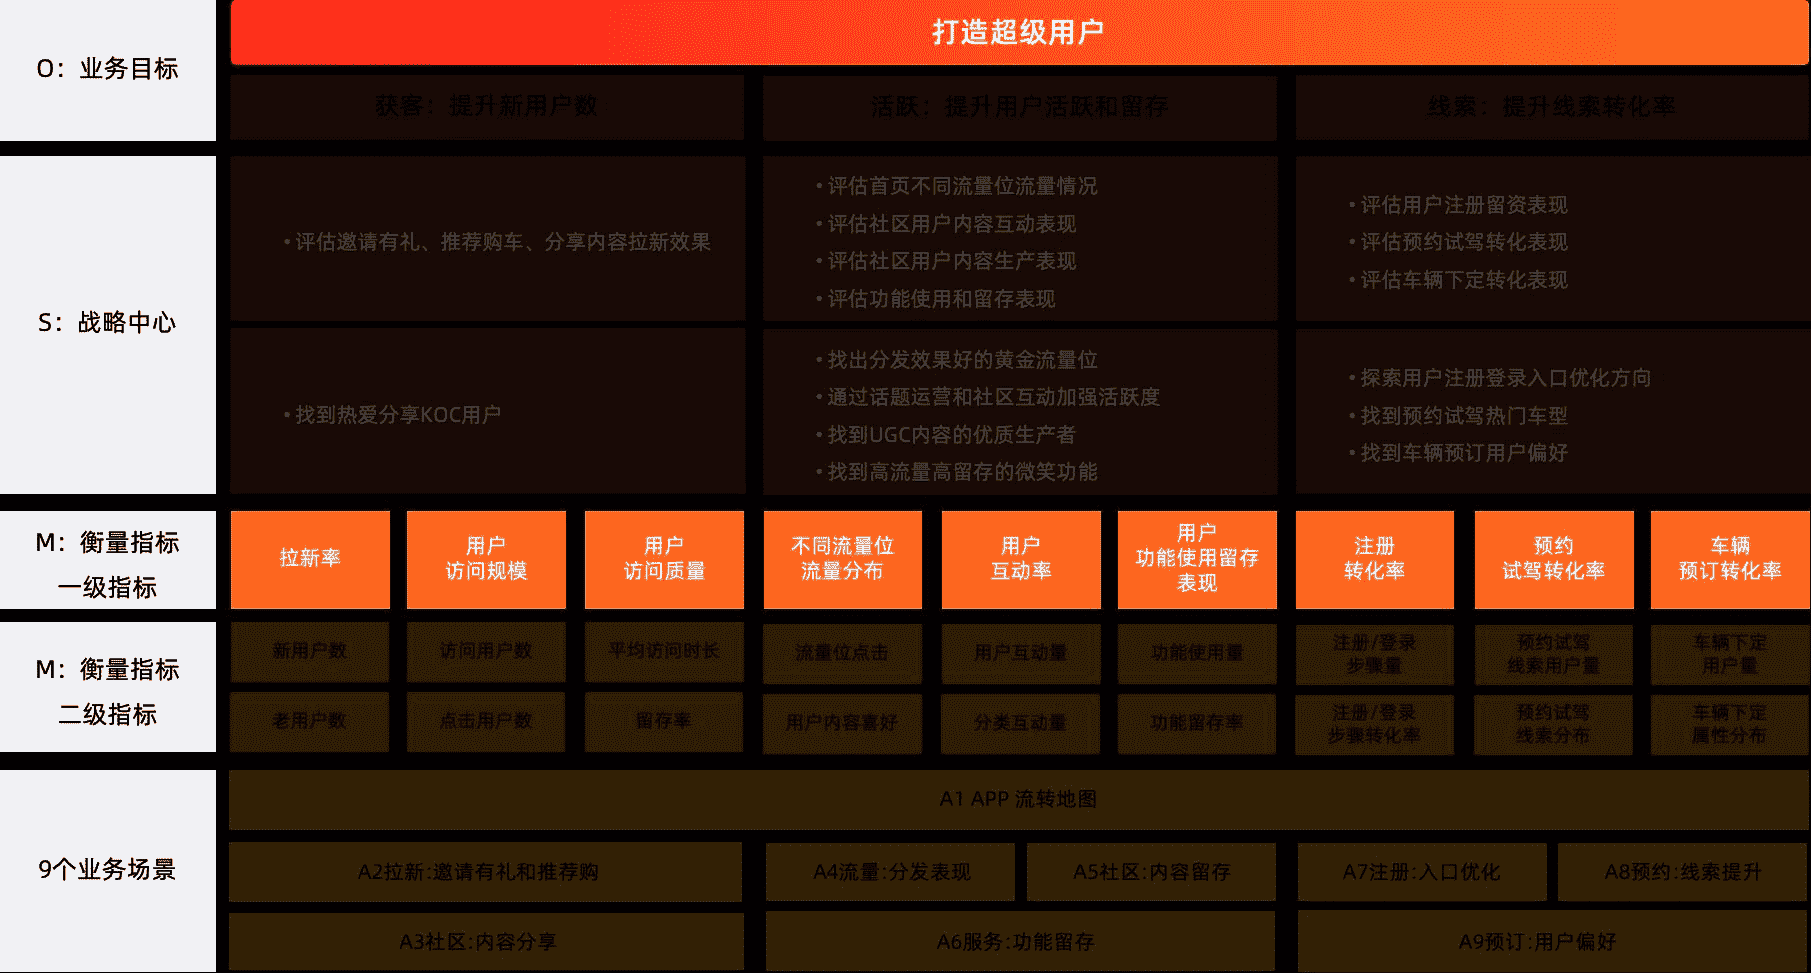 O：业务目标
打造超级用户
获客：提升新用户数
活跃：提升用户活跃和留存
线索：提升线索转化率
S：战略中心
•评估邀请有礼、推荐购车、分享内容拉新效果
•评估首页不同流量位流量情况
•评估社区用户内容互动表现
•评估社区用户内容生产表现
•评估功能使用和留存表现
•评估用户注册留资表现
•评估预约试驾转化表现
•评估车辆下定转化表现
•找到热爱分享KOC用户
•找出分发效果好的黄金流量位
•通过话题运营和社区互动加强活跃度
•找到UGC内容的优质生产者
•找到高流量高留存的微笑功能
•探索用户注册登录入口优化方向
•找到预约试驾热门车型
•找到车辆预订用户偏好
M：衡量指标
一级指标
拉新率
用户
访问规模
用户
访问质量
不同流量位
流量分布
用户
互动率
用户
功能使用留存
表现
注册
转化率
预约
试驾转化率
车辆
预订转化率
M：衡量指标
二级指标
新用户数
访问用户数
平均访问时长
流量位点击
用户互动量
功能使用量
注册/登录
步骤量
预约试驾
线索用户量
车辆下定
用户量
老用户数
点击用户数
留存率
用户内容喜好
分类互动量
功能留存率
注册/登录
步骤转化率
预约试驾
线索分布
车辆下定
属性分布
9个业务场景
A1 APP 流转地图
A2拉新:邀请有礼和推荐购
A4流量:分发表现
A5社区:内容留存
A7注册:入口优化
A8预约:线索提升
A3社区:内容分享
A6服务:功能留存
A9预订:用户偏好